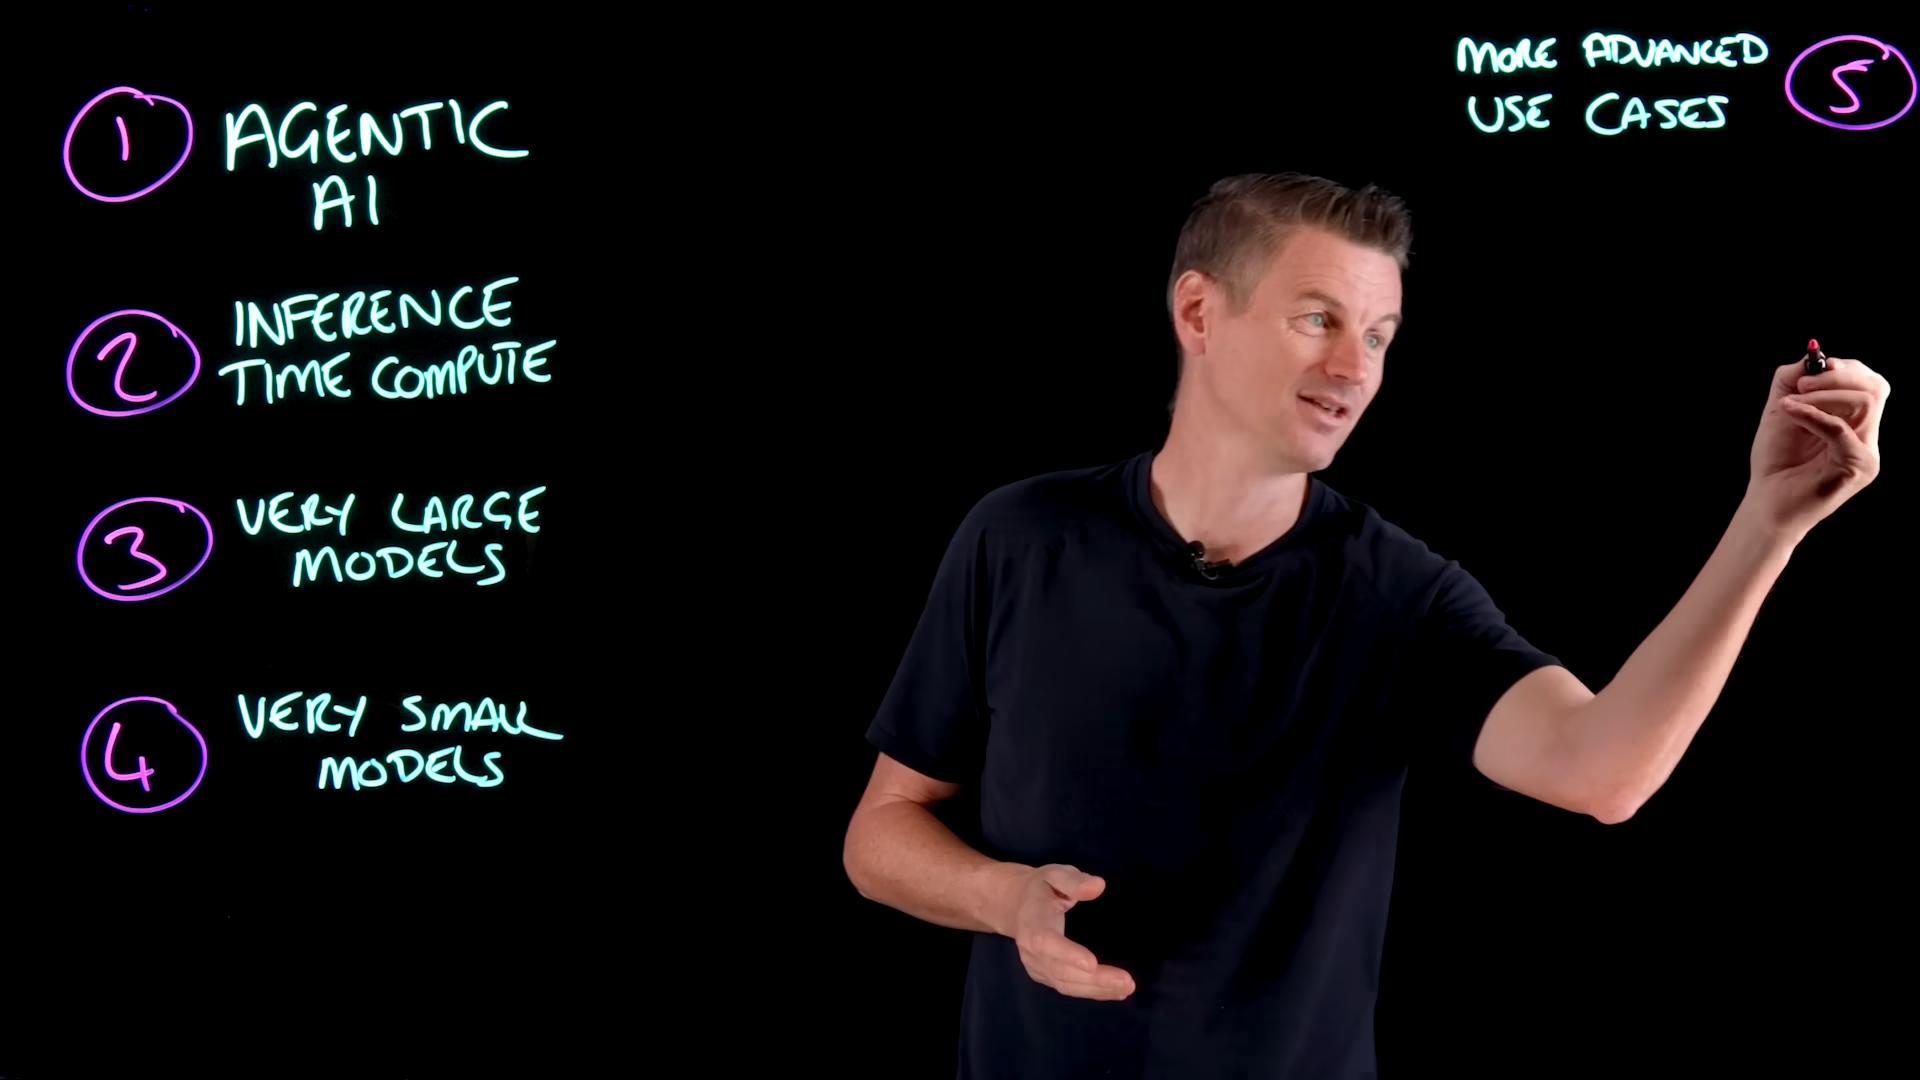 1
AGENTIC
AI
2
INFERENCE
TIME COMPUTE
3
VERY LARGE
MODELS
4
VERY SMALL
MODELS
MORE ADVANCED
USE CASES
5